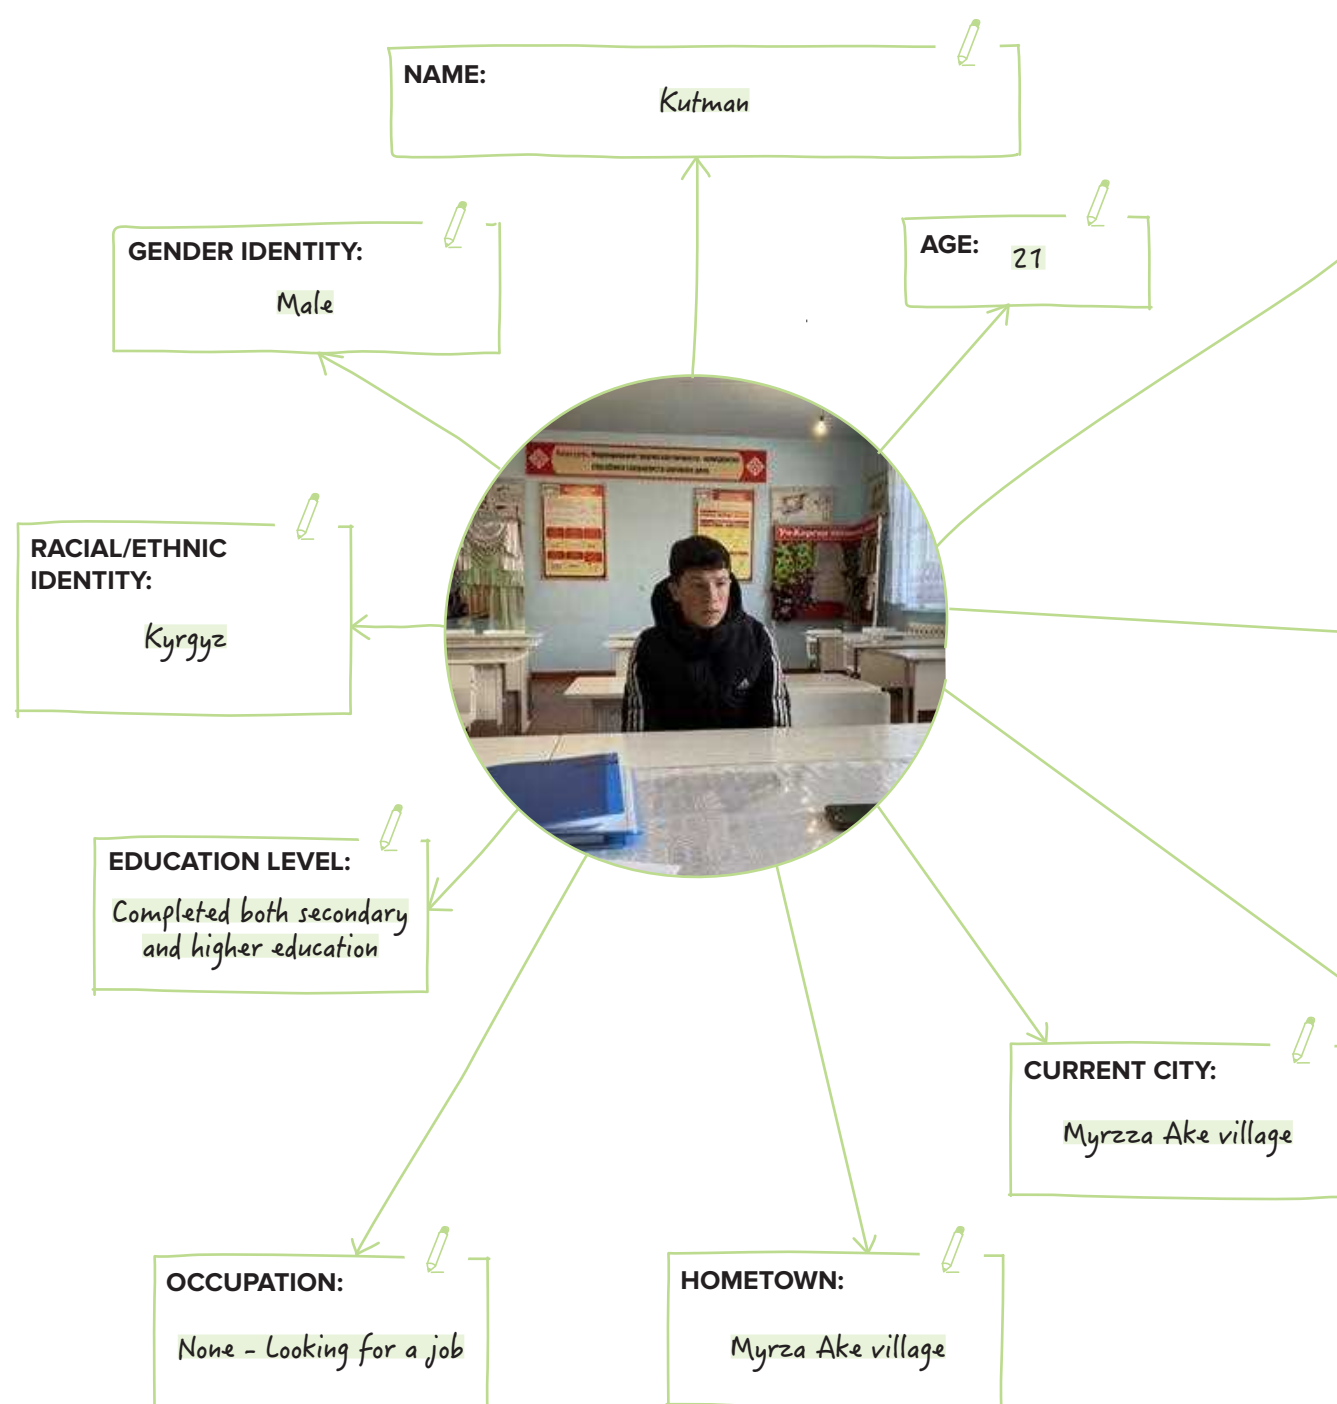 NAME:
Kutman
GENDER IDENTITY:
Male
AGE:
21
RACIAL/ETHNIC
IDENTITY:
Kyrgyz
EDUCATION LEVEL:
Completed both secondary
and higher education
CURRENT CITY:
Myrzza Ake village
OCCUPATION:
None - Looking for a job
HOMETOWN:
Myrza Ake village